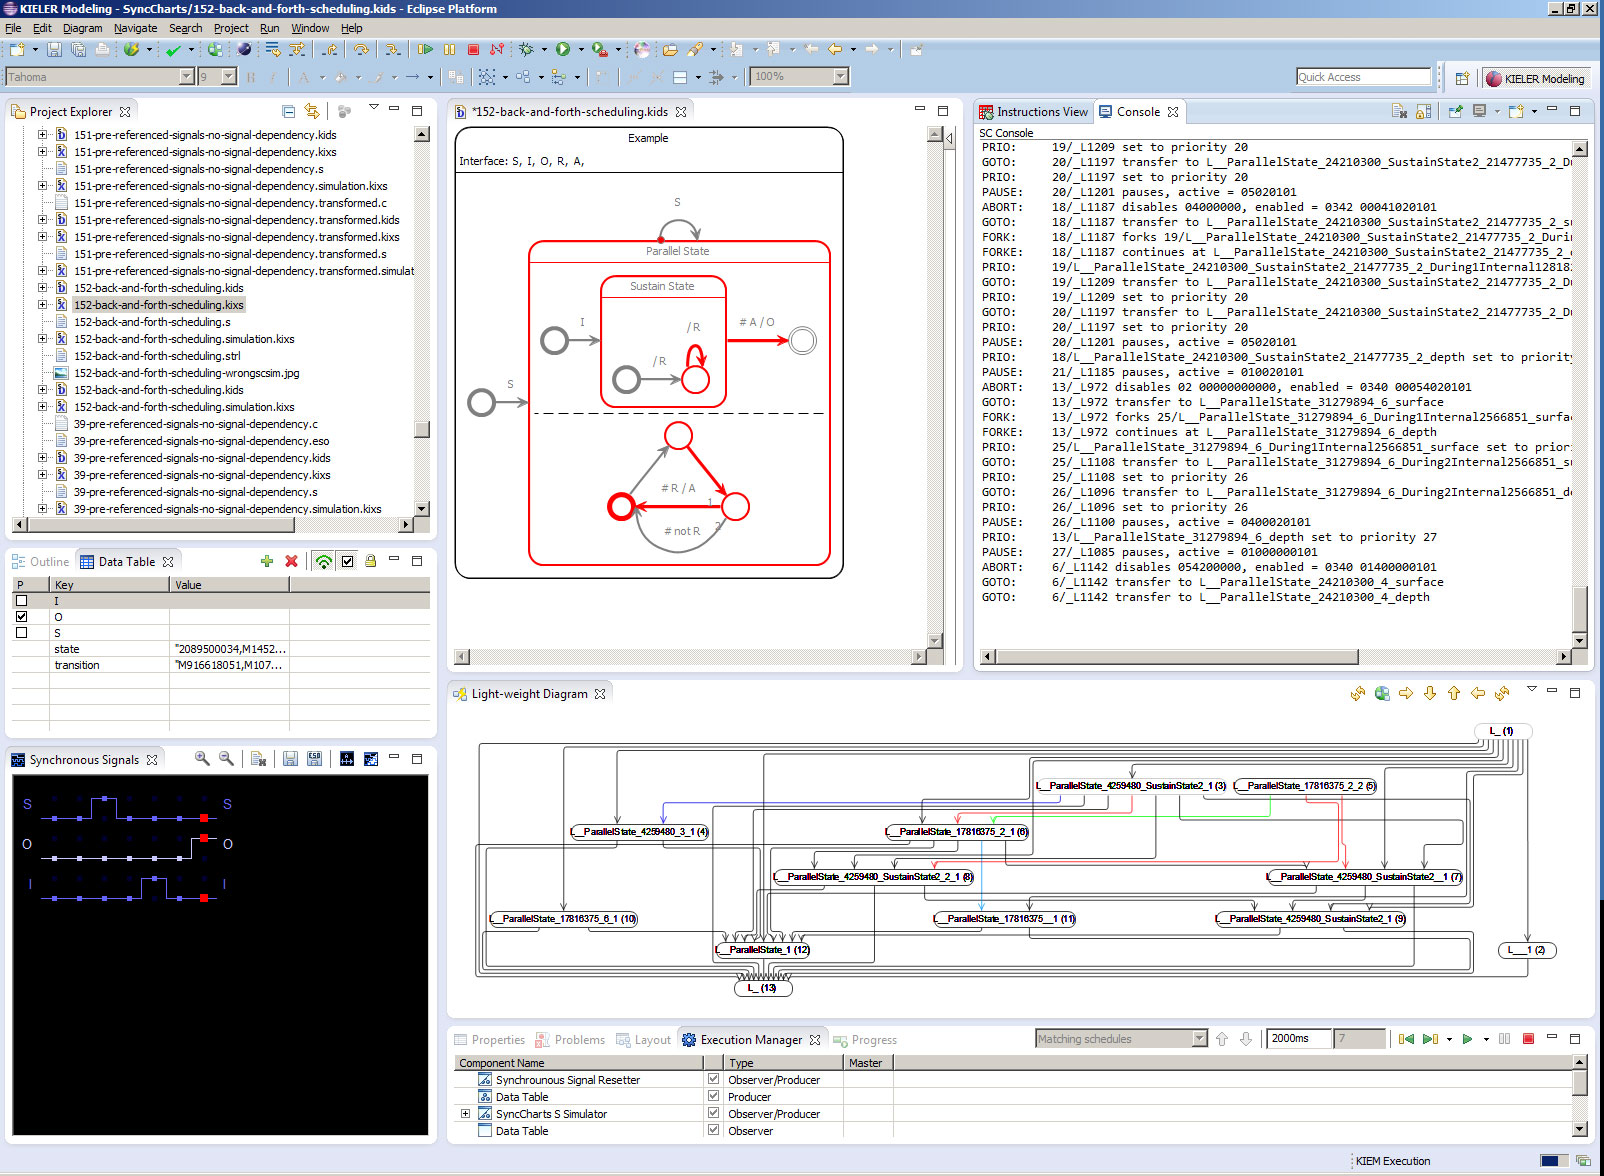 KIELER Modeling - SyncCharts/152-back-and-forth-scheduling.kids - Eclipse Platform
File Edit Diagram Navigate Search Project Run Window Help
Tahoma 9 B I A 100% Quick Access KIELER Modeling
Project Explorer
151-pre-referenced-signals-no-signal-dependency.kids
151-pre-referenced-signals-no-signal-dependency.kixs
151-pre-referenced-signals-no-signal-dependency.s
151-pre-referenced-signals-no-signal-dependency.simulation.kixs
151-pre-referenced-signals-no-signal-dependency.transformed.c
151-pre-referenced-signals-no-signal-dependency.transformed.kids
151-pre-referenced-signals-no-signal-dependency.transformed.kixs
151-pre-referenced-signals-no-signal-dependency.transformed.s
151-pre-referenced-signals-no-signal-dependency.transformed.simulat
152-back-and-forth-scheduling.kids
152-back-and-forth-scheduling.kixs
152-back-and-forth-scheduling.s
152-back-and-forth-scheduling.simulation.kixs
152-back-and-forth-scheduling.strl
152-back-and-forth-scheduling-wrongscsim.jpg
152-back-and-forth-scheduling.kids
152-back-and-forth-scheduling.simulation.kixs
39-pre-referenced-signals-no-signal-dependency.c
39-pre-referenced-signals-no-signal-dependency.eso
39-pre-referenced-signals-no-signal-dependency.kids
39-pre-referenced-signals-no-signal-dependency.kixs
39-pre-referenced-signals-no-signal-dependency.s
39-pre-referenced-signals-no-signal-dependency.simulation.kixs
*152-back-and-forth-scheduling.kids
Example
Interface: S, I, O, R, A,
S
Parallel State
Sustain State
I
/ R
# A / O
/ R
S
# R / A
1
# not R
2
Instructions View Console
SC Console
PRIO: 19/_L1209 set to priority 20
GOTO: 20/_L1197 transfer to L__ParallelState_24210300_SustainState2_21477735_2_Du
PRIO: 20/_L1197 set to priority 20
PAUSE: 20/_L1201 pauses, active = 05020101
ABORT: 18/_L1187 disables 04000000, enabled = 0342 00041020101
GOTO: 18/_L1187 transfer to L__ParallelState_24210300_SustainState2_21477735_2_su
FORK: 18/_L1187 forks 19/L__ParallelState_24210300_SustainState2_21477735_2_Duri
FORKE: 18/_L1187 continues at L__ParallelState_24210300_SustainState2_21477735_2_
PRIO: 19/L__ParallelState_24210300_SustainState2_21477735_2_During1Internal12818
GOTO: 19/_L1209 transfer to L__ParallelState_24210300_SustainState2_21477735_2_Du
PRIO: 19/_L1209 set to priority 20
GOTO: 20/_L1197 transfer to L__ParallelState_24210300_SustainState2_21477735_2_Du
PRIO: 20/_L1197 set to priority 20
PAUSE: 20/_L1201 pauses, active = 05020101
PRIO: 18/L__ParallelState_24210300_SustainState2_21477735_2_depth set to priority
PAUSE: 21/_L1185 pauses, active = 010020101
ABORT: 13/_L972 disables 02 00000000000, enabled = 0340 00054020101
GOTO: 13/_L972 transfer to L__ParallelState_31279894_6_surface
FORK: 13/_L972 forks 25/L__ParallelState_31279894_6_During1Internal2566851_surfa
FORKE: 13/_L972 continues at L__ParallelState_31279894_6_depth
PRIO: 25/L__ParallelState_31279894_6_During1Internal2566851_surface set to prior
GOTO: 25/_L1108 transfer to L__ParallelState_31279894_6_During2Internal2566851_s
PRIO: 25/_L1108 set to priority 26
GOTO: 26/_L1096 transfer to L__ParallelState_31279894_6_During2Internal2566851_d
PRIO: 26/_L1096 set to priority 26
PAUSE: 26/_L1100 pauses, active = 0400020101
PRIO: 13/L__ParallelState_31279894_6_depth set to priority 27
PAUSE: 27/_L1085 pauses, active = 01000000101
ABORT: 6/_L1142 disables 054200000, enabled = 0340 01400000101
GOTO: 6/_L1142 transfer to L__ParallelState_24210300_4_surface
GOTO: 6/_L1142 transfer to L__ParallelState_24210300_4_depth
Outline Data Table
P Key Value
I
O
S
state "2089500034,M1452...
transition "M916618051,M107...
Synchronous Signals
S S
O O
I I
Light-weight Diagram
L_ (1)
L__ParallelState_4259480_SustainState2_1 (3) L__ParallelState_17816375_2_2 (5)
L__ParallelState_4259480_3_1 (4) L__ParallelState_17816375_2_1 (6)
L__ParallelState_4259480_SustainState2_2_1 (8) L__ParallelState_4259480_SustainState2__1 (7)
L__ParallelState_17816375_6_1 (10) L__ParallelState_17816375__1 (11) L__ParallelState_4259480_SustainState2_1 (9)
L__ParallelState_1 (12) L___1 (2)
L_ (13)
Properties Problems Layout Execution Manager Progress Matching schedules 2000ms 7
Component Name Type Master
Synchrounous Signal Resetter Observer/Producer
Data Table Producer
SyncCharts S Simulator Observer/Producer
Data Table Observer
KIEM Execution